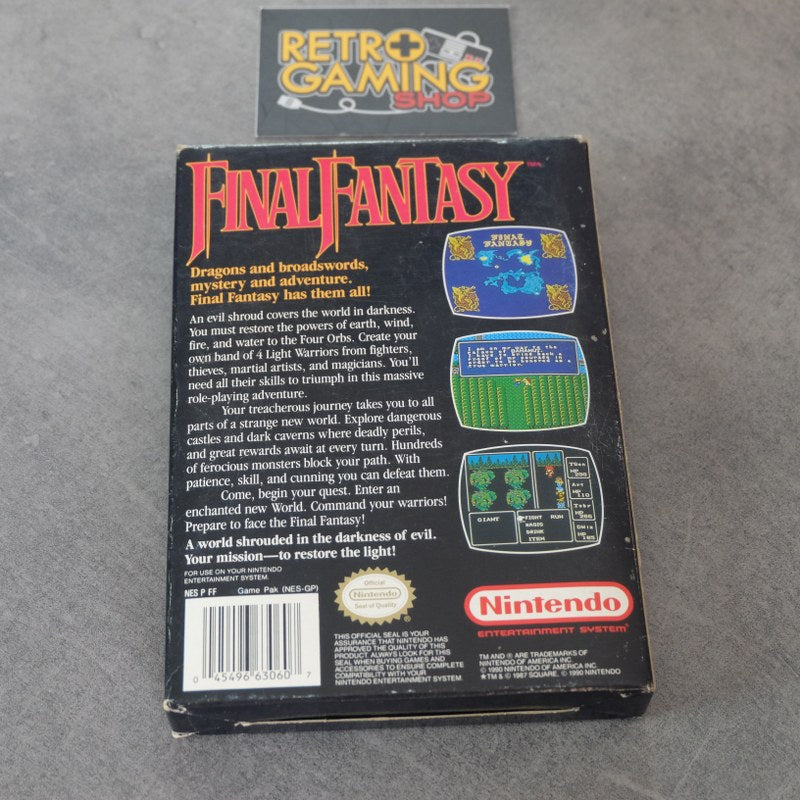 RETRO
GAMING
SHOP
FINAL FANTASY™
Dragons and broadswords,
mystery and adventure.
Final Fantasy has them all!
An evil shroud covers the world in darkness.
You must restore the powers of earth, wind,
fire, and water to the Four Orbs. Create your
own band of 4 Light Warriors from fighters,
thieves, martial artists, and magicians. You'll
need all their skills to triumph in this massive
role-playing adventure.
Your treacherous journey takes you to all
parts of a strange new world. Explore dangerous
castles and dark caverns where deadly perils,
and great rewards await at every turn. Hundreds
of ferocious monsters block your path. With
patience, skill, and cunning you can defeat them.
Come, begin your quest. Enter an
enchanted new World. Command your warriors!
Prepare to face the Final Fantasy!
A world shrouded in the darkness of evil.
Your mission—to restore the light!
FINAL
FANTASY
GIANT
FIGHT RUN
MAGIC
DRINK
ITEM
HP
HP
110
HP
HP
FOR USE ON YOUR NINTENDO
ENTERTAINMENT SYSTEM.
NES P FF Game Pak (NES-GP)
0 45496 63060 7
Official
Nintendo
Seal of Quality
®
THIS OFFICIAL SEAL IS YOUR
ASSURANCE THAT NINTENDO HAS
APPROVED THE QUALITY OF THIS
PRODUCT. ALWAYS LOOK FOR THIS
SEAL WHEN BUYING GAMES AND
ACCESSORIES TO ENSURE COMPLETE
COMPATIBILITY WITH YOUR
NINTENDO ENTERTAINMENT SYSTEM.
Nintendo®
ENTERTAINMENT SYSTEM®
TM AND ® ARE TRADEMARKS OF
NINTENDO OF AMERICA INC.
© 1990 NINTENDO OF AMERICA INC.
★TM & © 1987 SQUARE. © 1990 NINTENDO